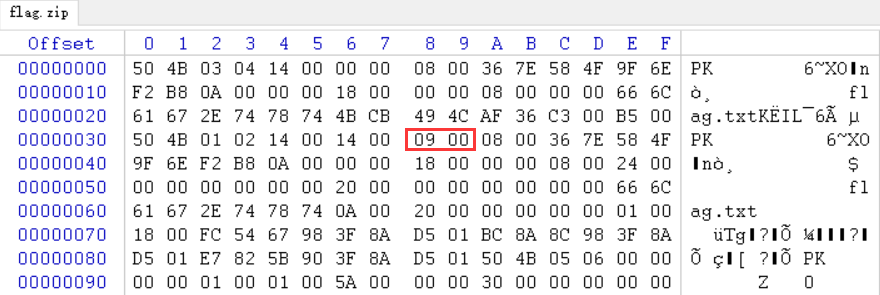 flag.zip
Offset 0 1 2 3 4 5 6 7 8 9 A B C D E F
00000000 50 4B 03 04 14 00 00 00 08 00 36 7E 58 4F 9F 6E PK 6~XO▮n
00000010 F2 B8 0A 00 00 00 18 00 00 00 08 00 00 00 66 6C ò¸ fl
00000020 61 67 2E 74 78 74 4B CB 49 4C AF 36 C3 00 B5 00 ag.txtKËIL¯6Ã µ
00000030 50 4B 01 02 14 00 14 00 09 00 08 00 36 7E 58 4F PK 6~XO
00000040 9F 6E F2 B8 0A 00 00 00 18 00 00 00 08 00 24 00 ▮nò¸ $
00000050 00 00 00 00 00 00 20 00 00 00 00 00 00 00 66 6C fl
00000060 61 67 2E 74 78 74 0A 00 20 00 00 00 00 00 01 00 ag.txt
00000070 18 00 FC 54 67 98 3F 8A D5 01 BC 8A 8C 98 3F 8A üTg▮?▮Õ ¼▮▮▮?▮
00000080 D5 01 E7 82 5B 90 3F 8A D5 01 50 4B 05 06 00 00 Õ ç▮[ ?▮Õ PK
00000090 00 00 01 00 01 00 5A 00 00 00 30 00 00 00 00 00 Z 0